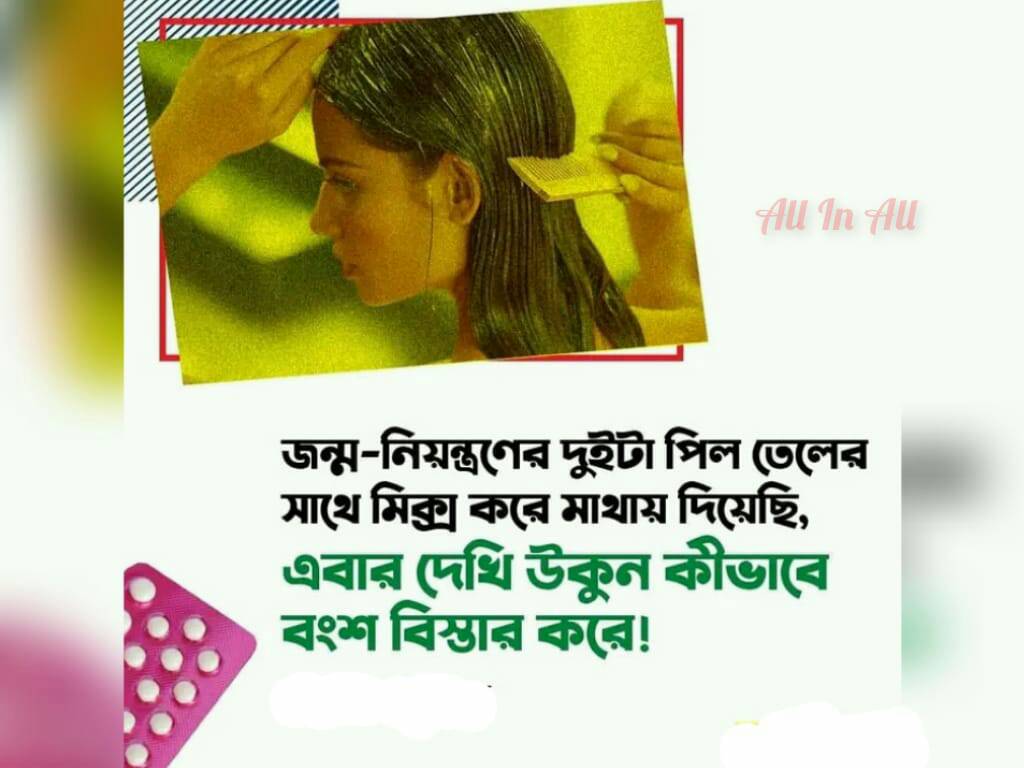 All In All
জন্ম-নিয়ন্ত্রণের দুইটা পিল তেলের
সাথে মিক্স করে মাথায় দিয়েছি,
এবার দেখি উকুন কীভাবে
বংশ বিস্তার করে!